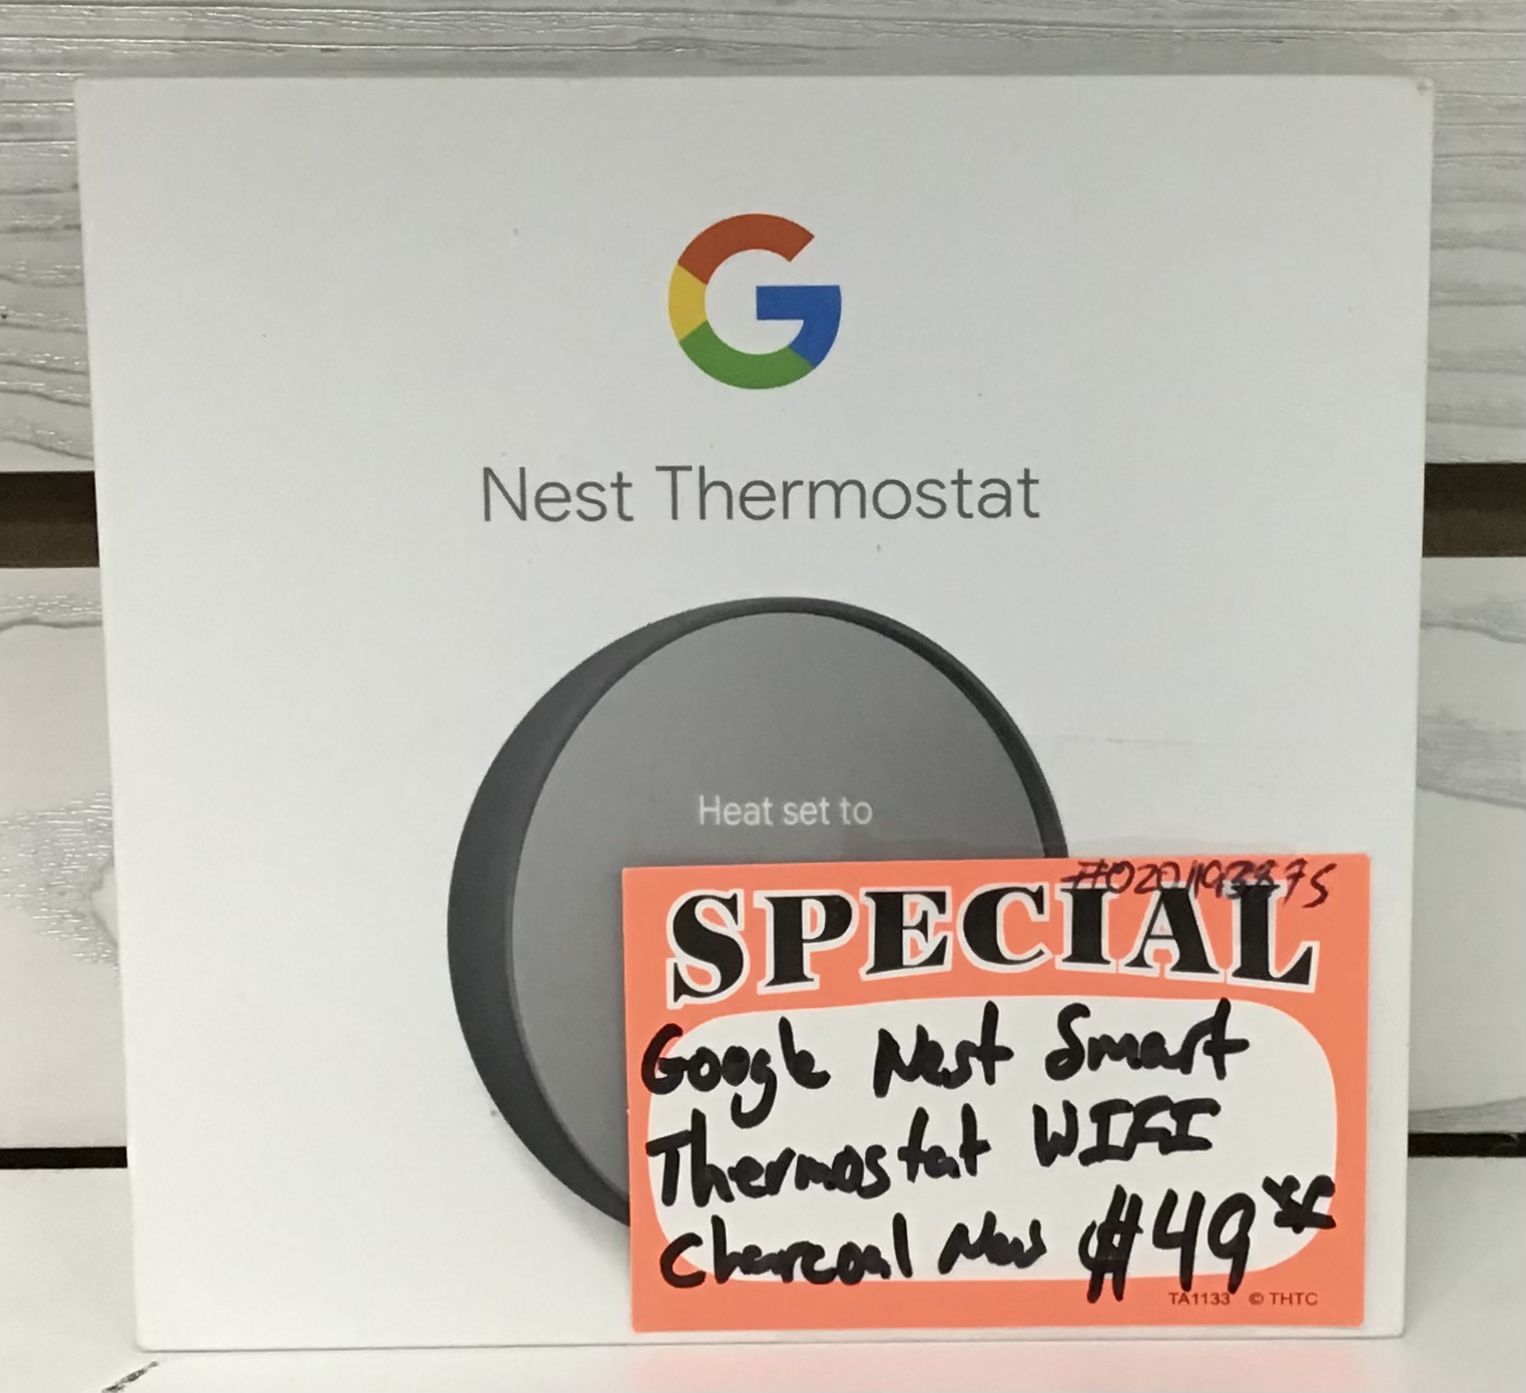 Nest Thermostat
Heat set to
SPECIAL
Google Nest Smart
Thermostat WIFI
Charcoal New $49
TA1133 © THTC